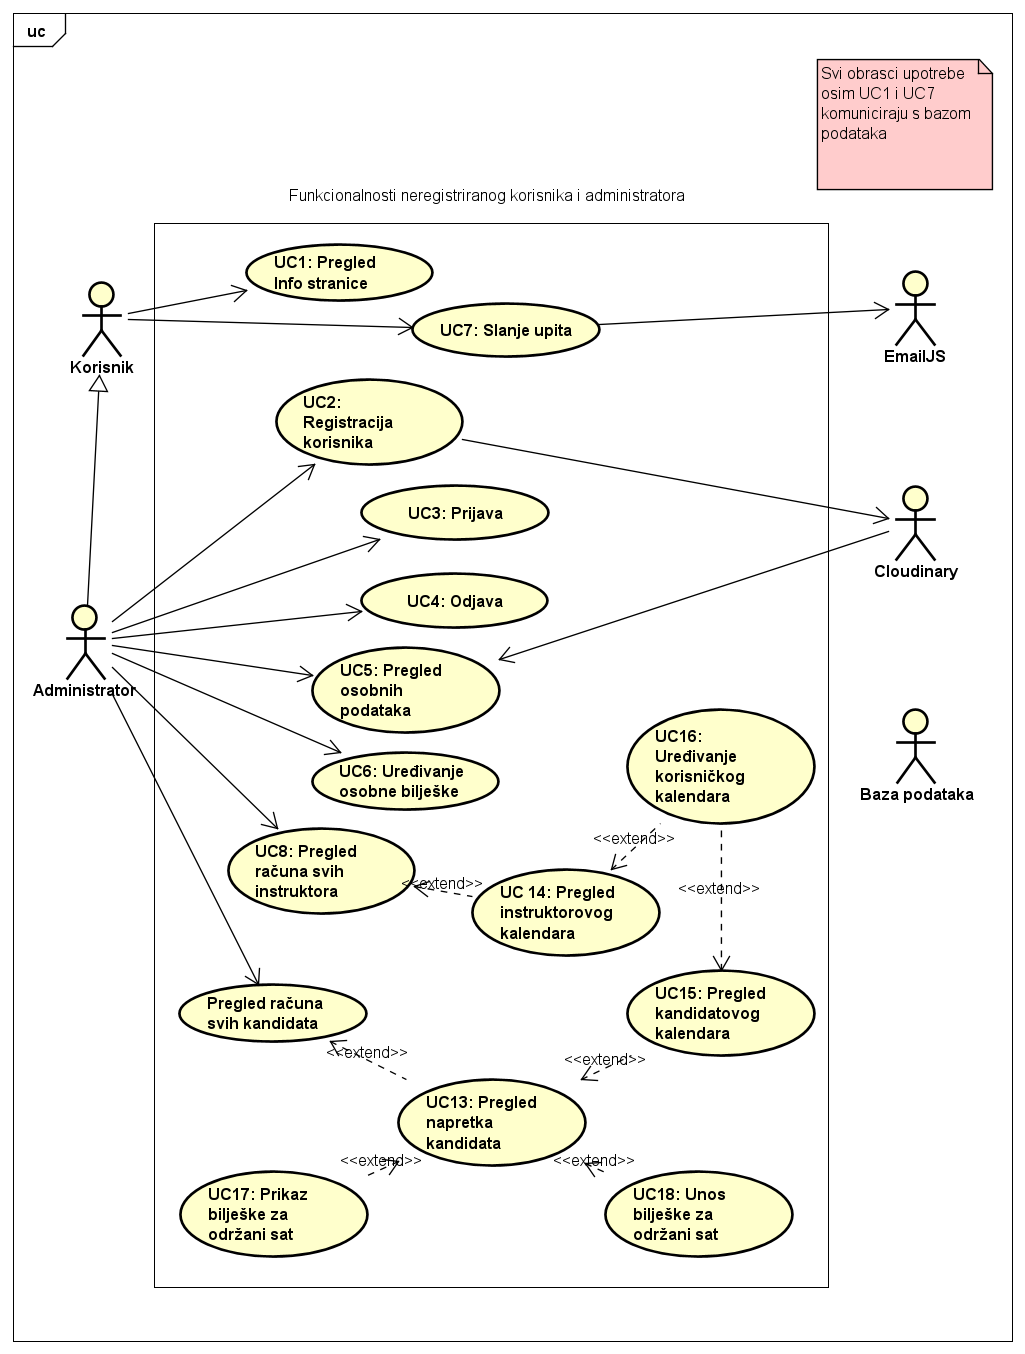 uc
Svi obrasci upotrebe
osim UC1 i UC7
komuniciraju s bazom
podataka
Funkcionalnosti neregistriranog korisnika i administratora
UC1: Pregled
Info stranice
UC7: Slanje upita
Korisnik
EmailJS
UC2:
Registracija
korisnika
UC3: Prijava
Cloudinary
UC4: Odjava
UC5: Pregled
osobnih
podataka
Administrator
UC6: Uređivanje
osobne bilješke
UC16:
Uređivanje
korisničkog
kalendara
Baza podataka
<<extend>>
UC8: Pregled
računa svih
instruktora
<<extend>>
UC 14: Pregled
instruktorovog
kalendara
<<extend>>
Pregled računa
svih kandidata
UC15: Pregled
kandidatovog
kalendara
<<extend>>
<<extend>>
UC13: Pregled
napretka
kandidata
<<extend>>
<<extend>>
UC17: Prikaz
bilješke za
održani sat
UC18: Unos
bilješke za
održani sat